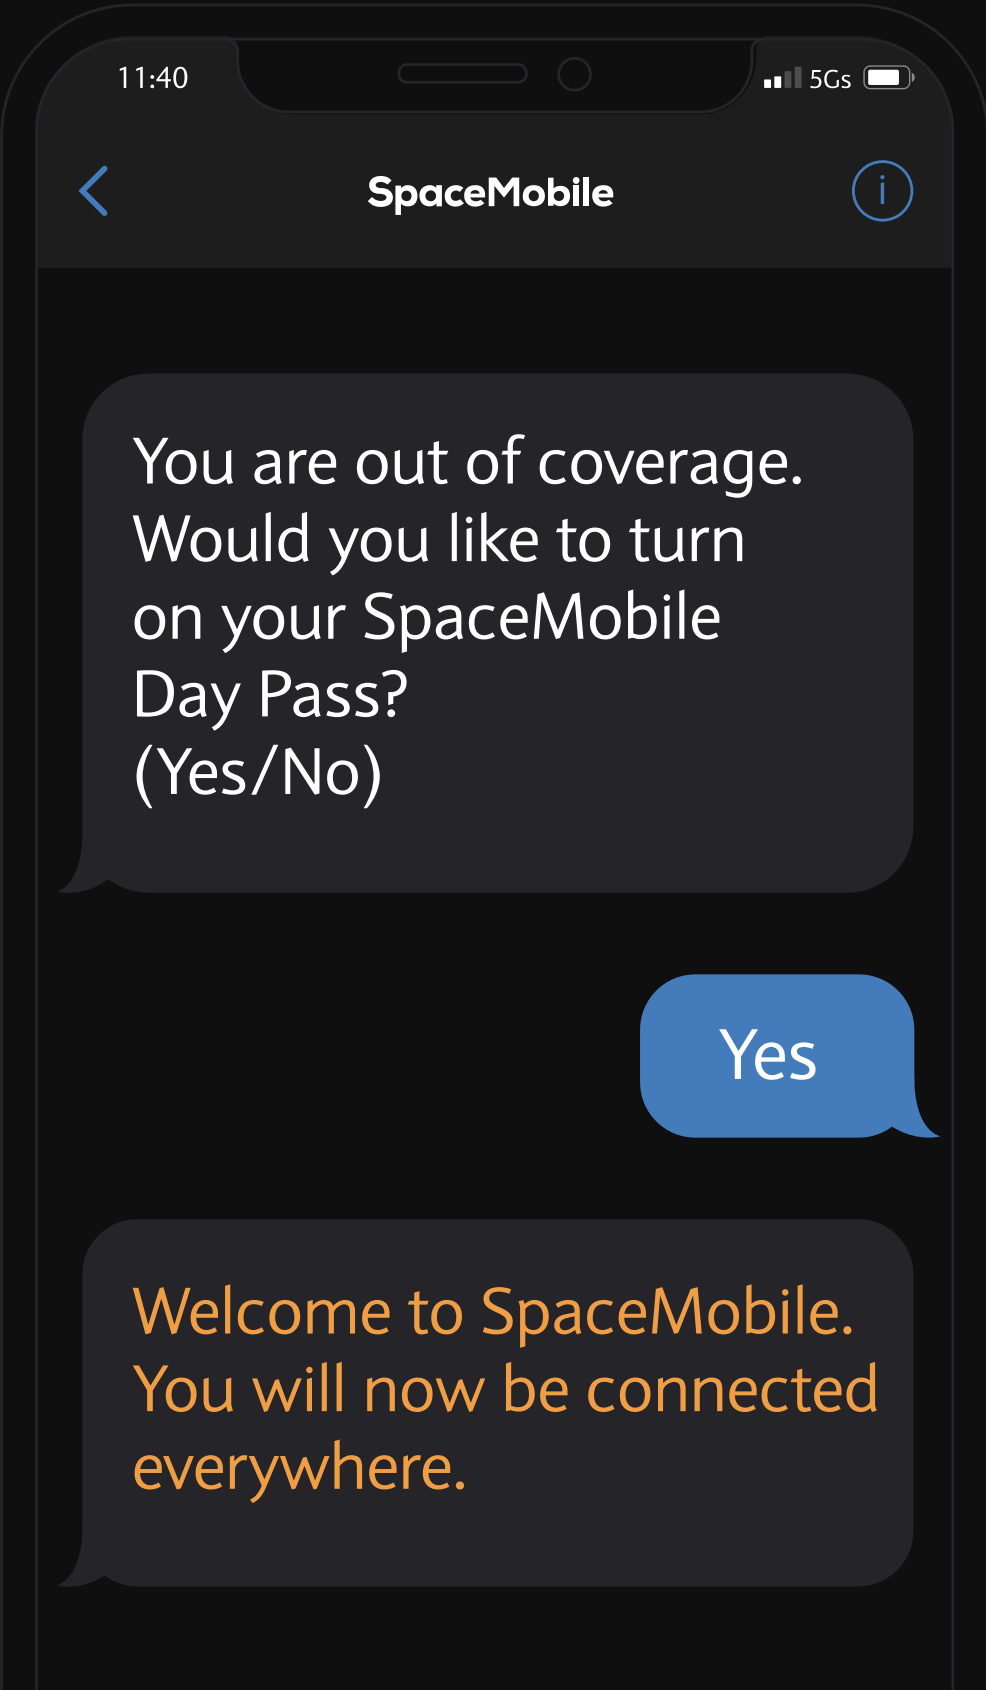 11:40
5Gs
SpaceMobile
i
You are out of coverage.
Would you like to turn
on your SpaceMobile
Day Pass?
(Yes/No)
Yes
Welcome to SpaceMobile.
You will now be connected
everywhere.